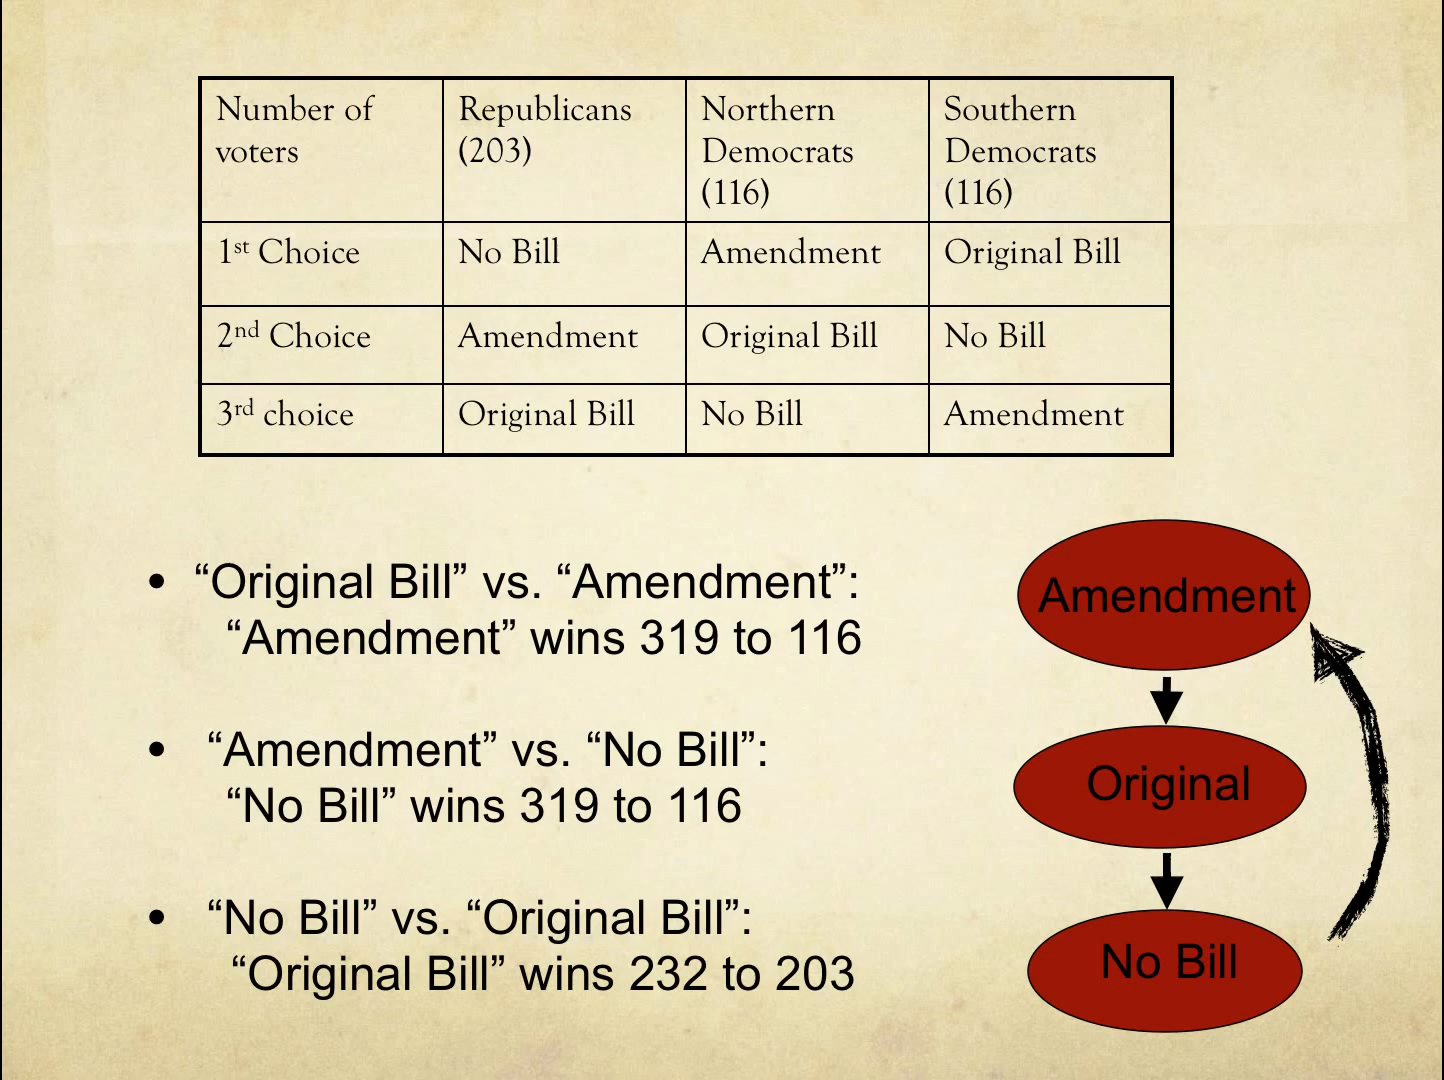 Number of voters | Republicans (203) | Northern Democrats (116) | Southern Democrats (116)
1st Choice | No Bill | Amendment | Original Bill
2nd Choice | Amendment | Original Bill | No Bill
3rd choice | Original Bill | No Bill | Amendment
• “Original Bill” vs. “Amendment”:
“Amendment” wins 319 to 116
• “Amendment” vs. “No Bill”:
“No Bill” wins 319 to 116
• “No Bill” vs. “Original Bill”:
“Original Bill” wins 232 to 203
Amendment
Original
No Bill